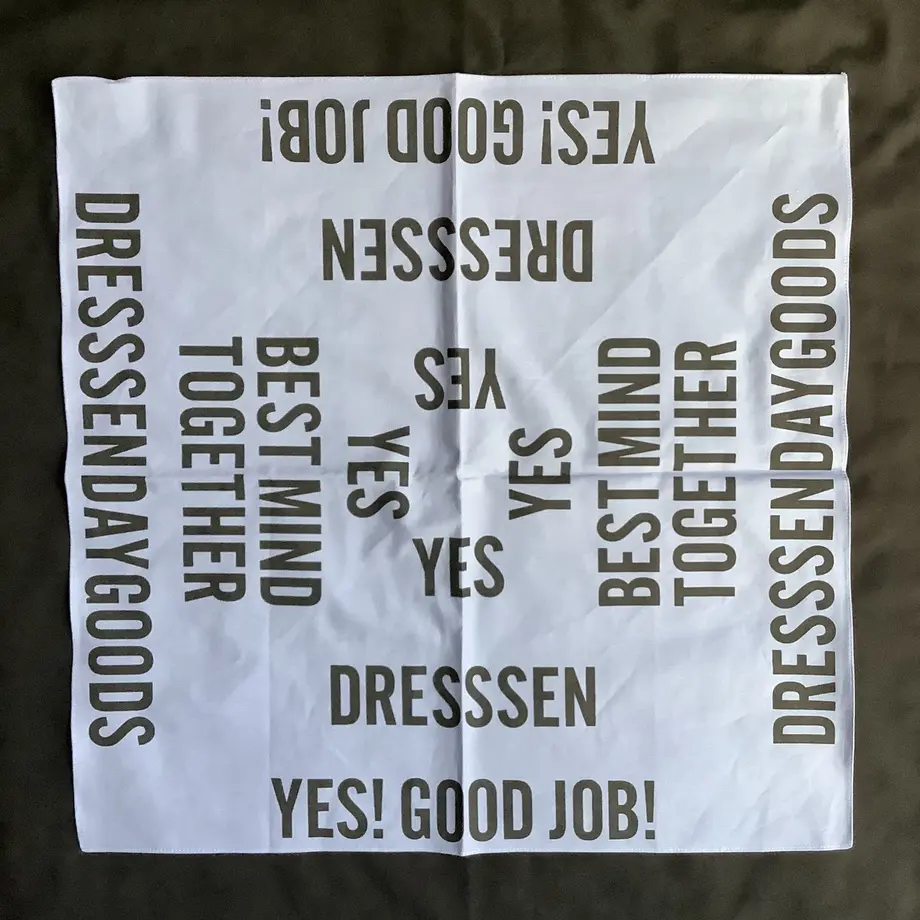 YES! GOOD JOB!
DRESSSEN
DRESSSENDAYGOODS
BEST MIND
TOGETHER
YES
YES
YES
YES
BEST MIND
TOGETHER
DRESSSENDAYGOODS
DRESSSEN
YES! GOOD JOB!